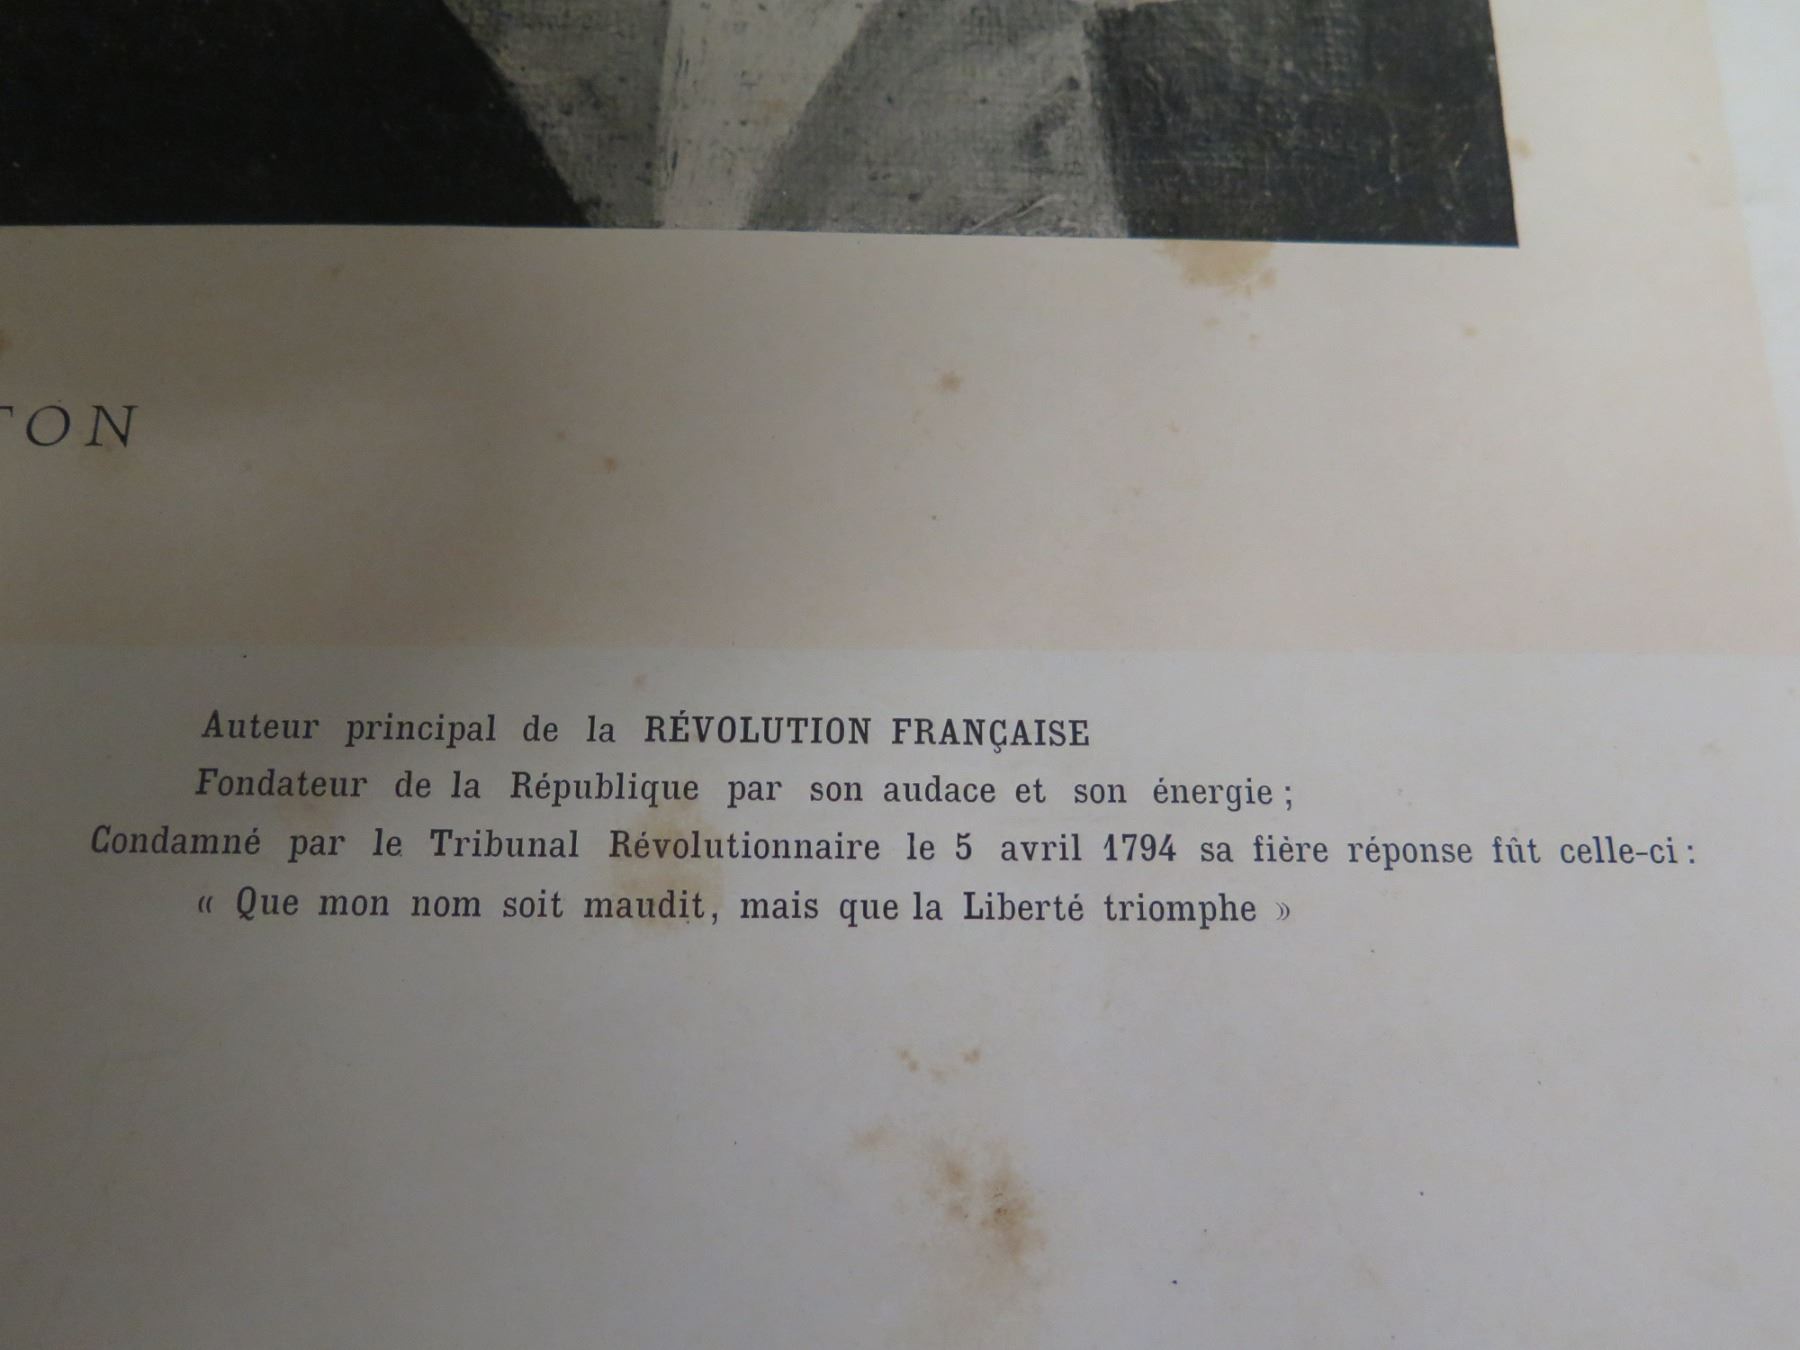 TON
Auteur principal de la RÉVOLUTION FRANÇAISE
Fondateur de la République par son audace et son énergie ;
Condamné par le Tribunal Révolutionnaire le 5 avril 1794 sa fière réponse fût celle-ci :
« Que mon nom soit maudit, mais que la Liberté triomphe »